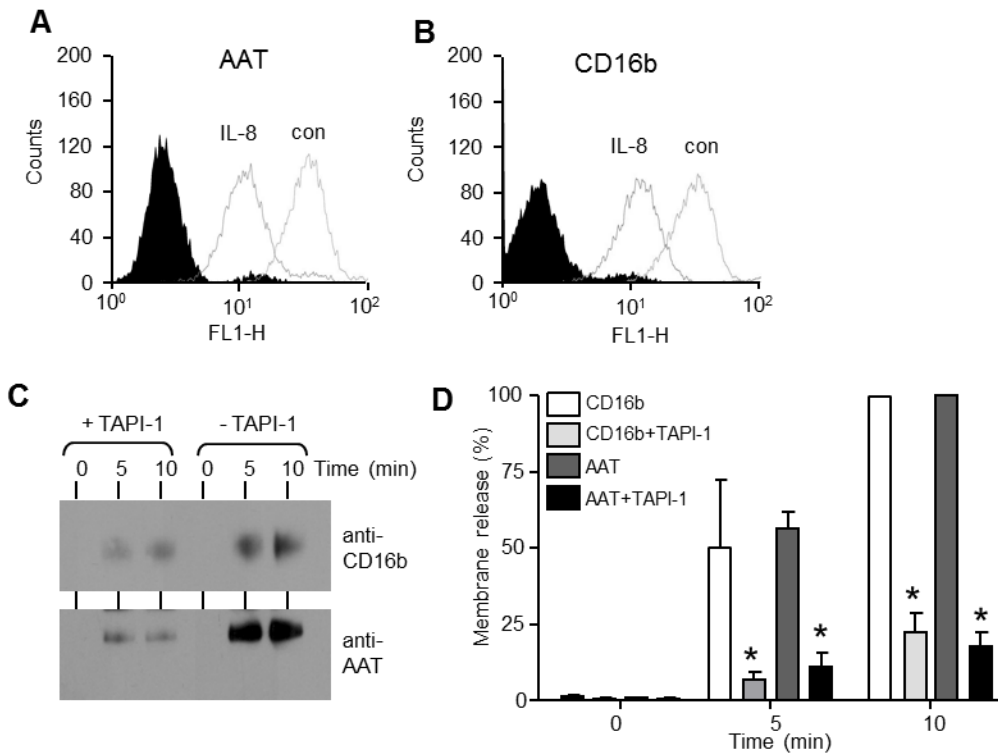 A
AAT
200
160
120
80
40
0
Counts
IL-8
con
10⁰
10¹
10²
FL1-H
B
CD16b
200
160
120
80
40
0
Counts
IL-8
con
10⁰
10¹
10²
FL1-H
C
+ TAPI-1
- TAPI-1
0 5 10 0 5 10 Time (min)
anti-
CD16b
anti-
AAT
D
100
75
50
25
0
Membrane release (%)
CD16b
CD16b+TAPI-1
AAT
AAT+TAPI-1
* * * *
0 5 10
Time (min)